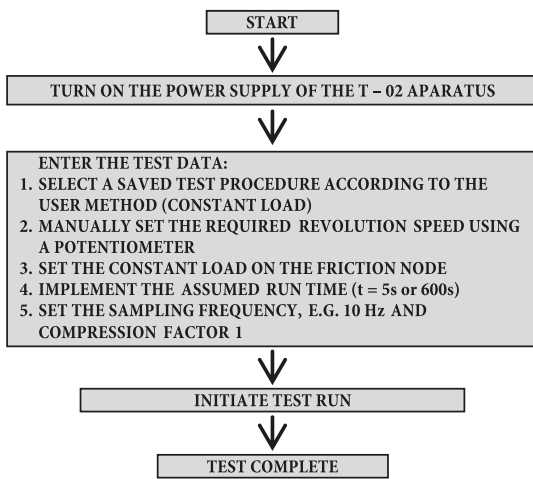 START
TURN ON THE POWER SUPPLY OF THE T – 02 APARATUS
ENTER THE TEST DATA:
1. SELECT A SAVED TEST PROCEDURE ACCORDING TO THE
USER METHOD (CONSTANT LOAD)
2. MANUALLY SET THE REQUIRED REVOLUTION SPEED USING
A POTENTIOMETER
3. SET THE CONSTANT LOAD ON THE FRICTION NODE
4. IMPLEMENT THE ASSUMED RUN TIME (t = 5s or 600s)
5. SET THE SAMPLING FREQUENCY, E.G. 10 Hz AND
COMPRESSION FACTOR 1
INITIATE TEST RUN
TEST COMPLETE